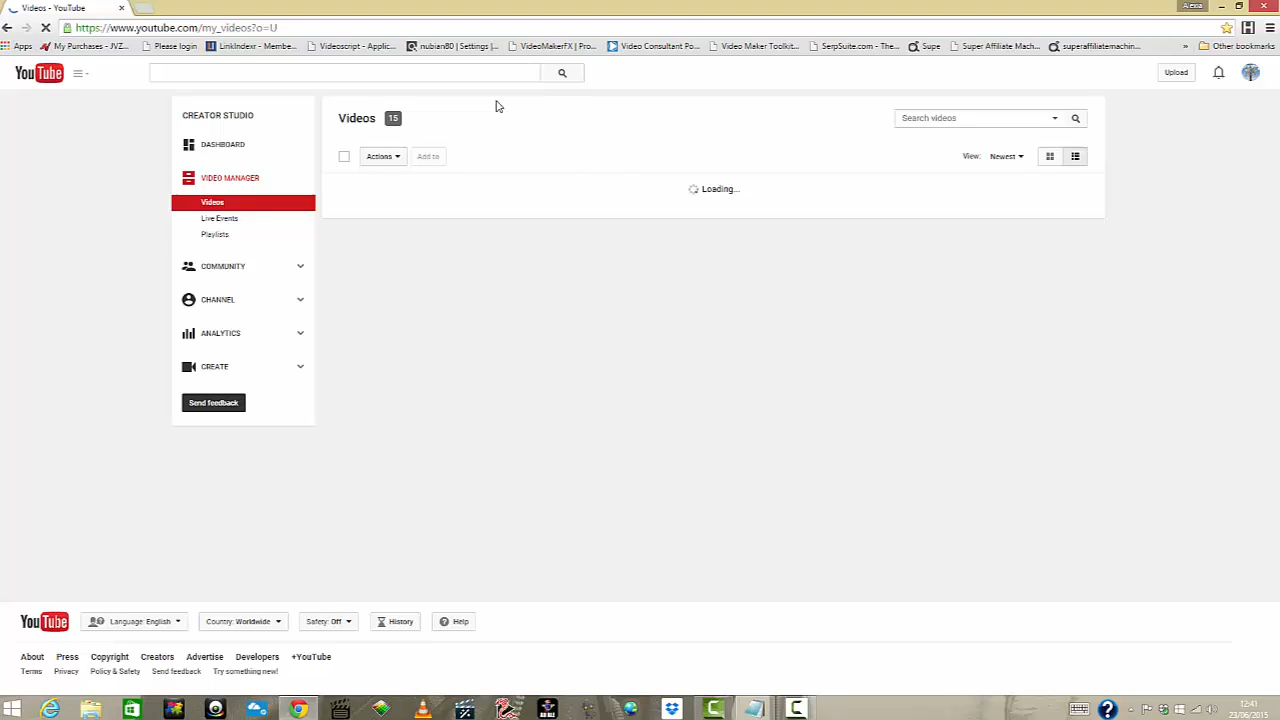 Videos - YouTube
Alexia
https://www.youtube.com/my_videos?o=U
Apps My Purchases - JVZ... Please login LinkIndexr - Membe... Videoscript - Applic... nubian80 | Settings |... VideoMakerFX | Pro... Video Consultant Po... Video Maker Toolkit... SerpSuite.com - The... Supe Super Affiliate Mach... superaffiliatemachin... » Other bookmarks
YouTube
Upload
CREATOR STUDIO
DASHBOARD
VIDEO MANAGER
Videos
Live Events
Playlists
COMMUNITY
CHANNEL
ANALYTICS
CREATE
Send feedback
Videos 15
Search videos
Actions Add to
View: Newest
Loading...
YouTube Language: English Country: Worldwide Safety: Off History Help
About Press Copyright Creators Advertise Developers +YouTube
Terms Privacy Policy & Safety Send feedback Try something new!
12:41
23/06/2015